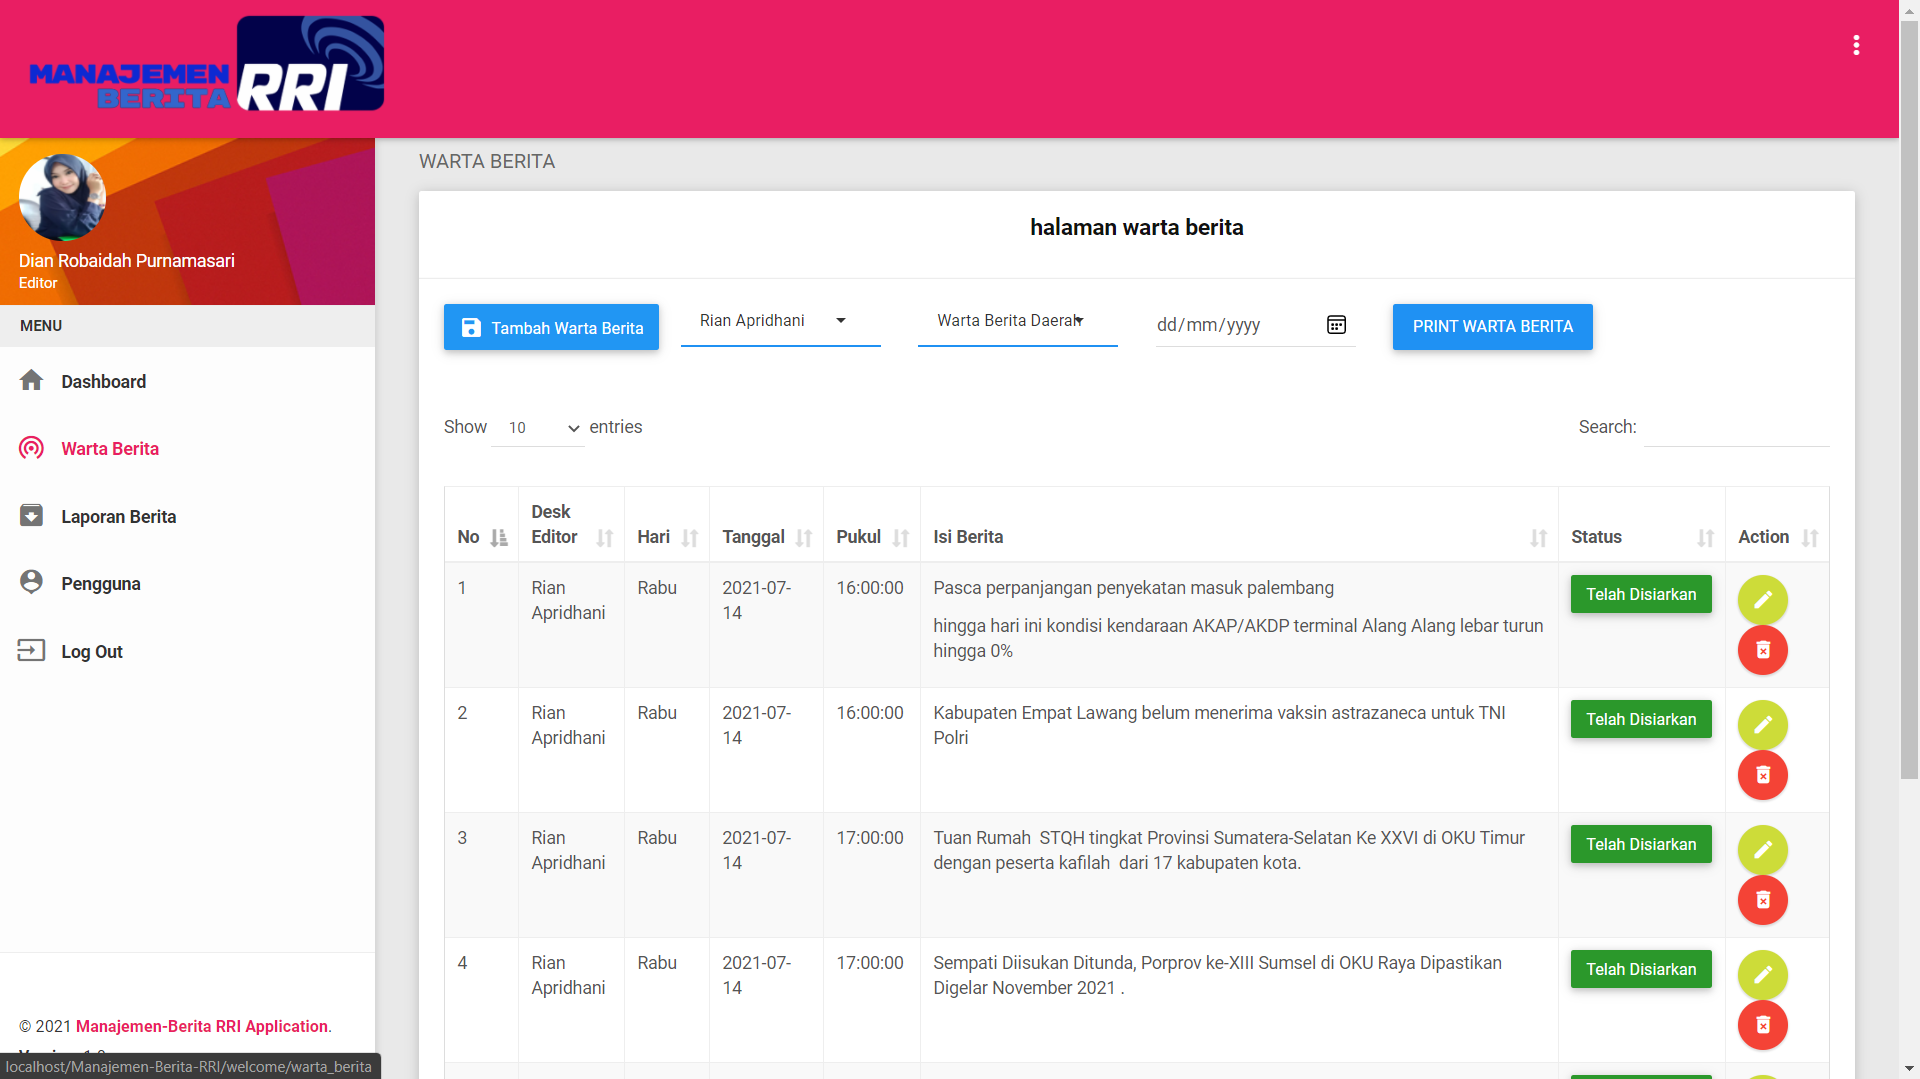 MANAJEMEN
BERITA RRI
Dian Robaidah Purnamasari
Editor
MENU
Dashboard
Warta Berita
Laporan Berita
Pengguna
Log Out
© 2021 Manajemen-Berita RRI Application.
localhost/Manajemen-Berita-RRI/welcome/warta_berita
WARTA BERITA
halaman warta berita
Tambah Warta Berita Rian Apridhani Warta Berita Daerah dd/mm/yyyy PRINT WARTA BERITA
Show 10 entries Search:
No Desk Editor Hari Tanggal Pukul Isi Berita Status Action
1 Rian Apridhani Rabu 2021-07-14 16:00:00 Pasca perpanjangan penyekatan masuk palembang Telah Disiarkan
hingga hari ini kondisi kendaraan AKAP/AKDP terminal Alang Alang lebar turun
hingga 0%
2 Rian Apridhani Rabu 2021-07-14 16:00:00 Kabupaten Empat Lawang belum menerima vaksin astrazaneca untuk TNI Telah Disiarkan
Polri
3 Rian Apridhani Rabu 2021-07-14 17:00:00 Tuan Rumah STQH tingkat Provinsi Sumatera-Selatan Ke XXVI di OKU Timur Telah Disiarkan
dengan peserta kafilah dari 17 kabupaten kota.
4 Rian Apridhani Rabu 2021-07-14 17:00:00 Sempati Diisukan Ditunda, Porprov ke-XIII Sumsel di OKU Raya Dipastikan Telah Disiarkan
Digelar November 2021 .